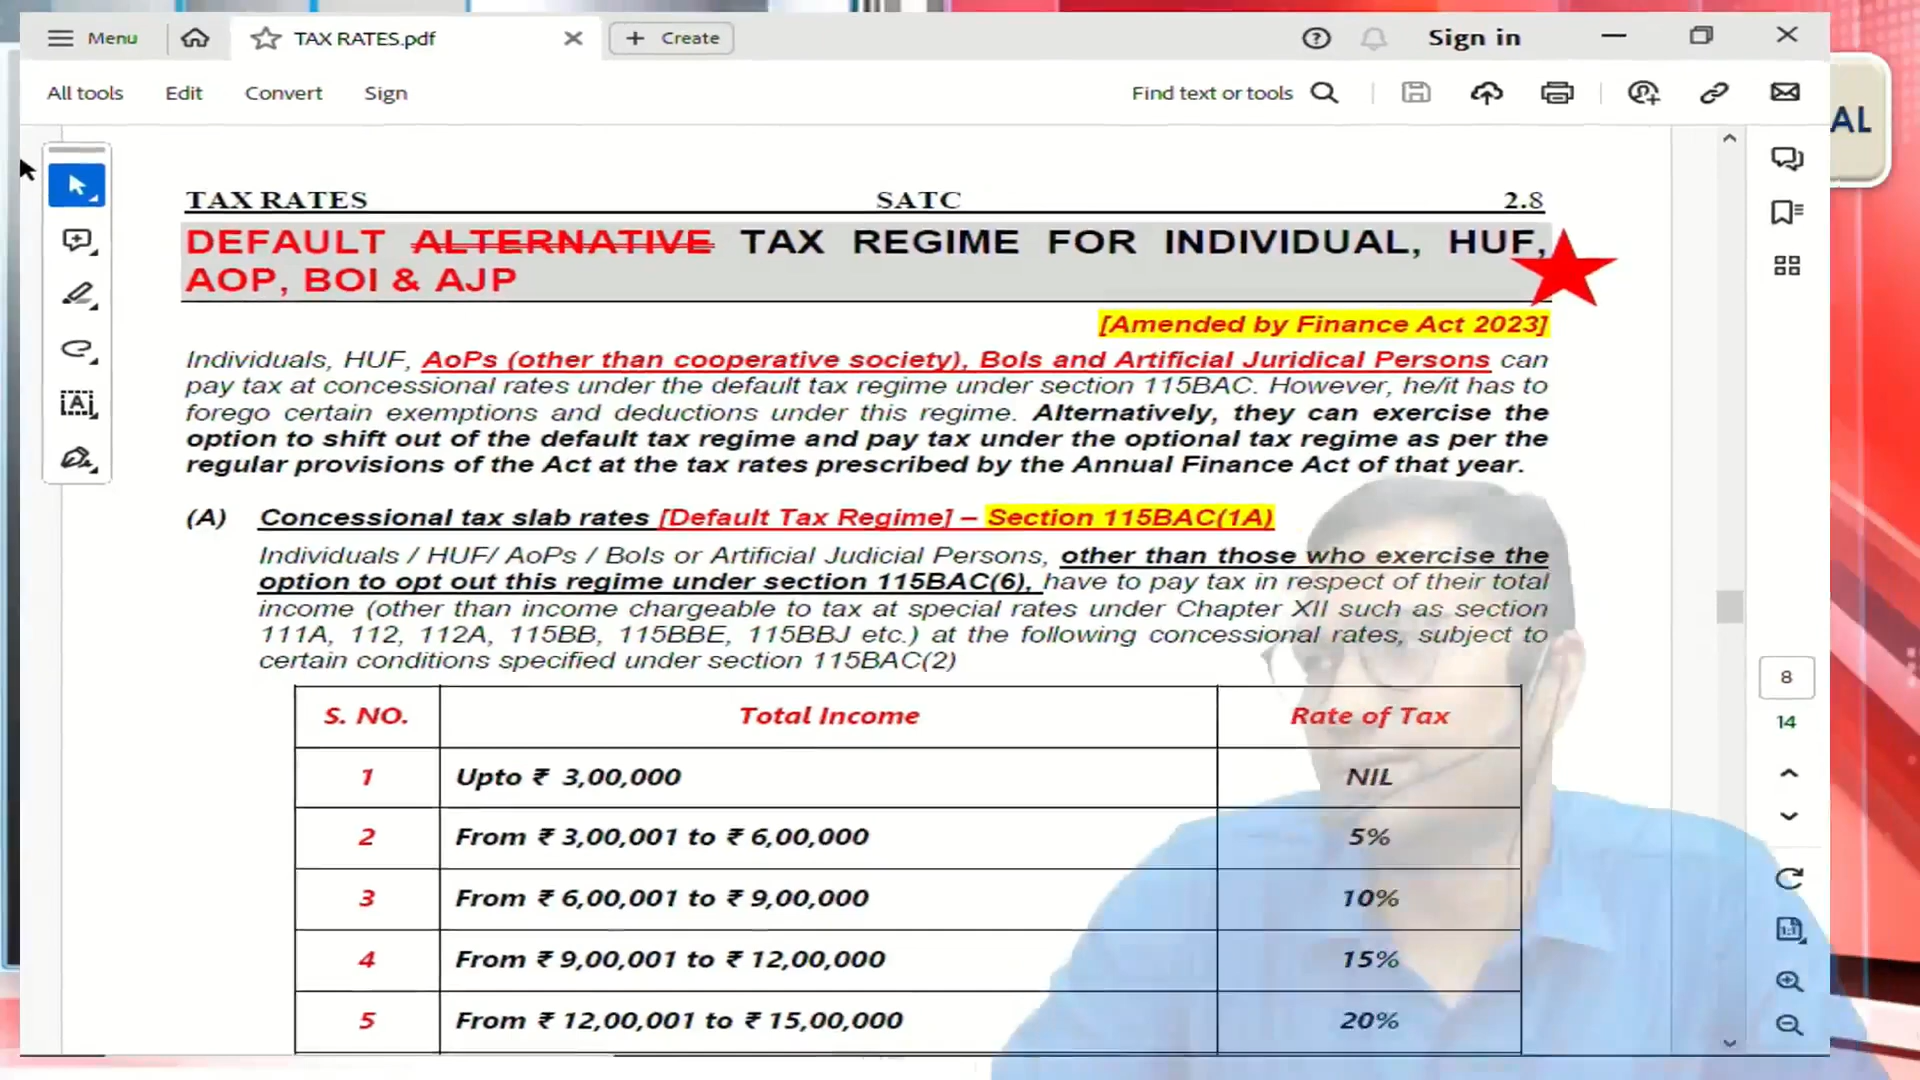 Menu
TAX RATES.pdf
Create
Sign in
All tools
Edit
Convert
Sign
Find text or tools
AL
TAX RATES SATC 2.8
DEFAULT ALTERNATIVE TAX REGIME FOR INDIVIDUAL, HUF,
AOP, BOI & AJP
[Amended by Finance Act 2023]
Individuals, HUF, AoPs (other than cooperative society), BoIs and Artificial Juridical Persons can
pay tax at concessional rates under the default tax regime under section 115BAC. However, he/it has to
forego certain exemptions and deductions under this regime. Alternatively, they can exercise the
option to shift out of the default tax regime and pay tax under the optional tax regime as per the
regular provisions of the Act at the tax rates prescribed by the Annual Finance Act of that year.
(A) Concessional tax slab rates [Default Tax Regime] – Section 115BAC(1A)
Individuals / HUF/ AoPs / BoIs or Artificial Judicial Persons, other than those who exercise the
option to opt out this regime under section 115BAC(6), have to pay tax in respect of their total
income (other than income chargeable to tax at special rates under Chapter XII such as section
111A, 112, 112A, 115BB, 115BBE, 115BBJ etc.) at the following concessional rates, subject to
certain conditions specified under section 115BAC(2)
S. NO. Total Income Rate of Tax
1 Upto ₹ 3,00,000 NIL
2 From ₹ 3,00,001 to ₹ 6,00,000 5%
3 From ₹ 6,00,001 to ₹ 9,00,000 10%
4 From ₹ 9,00,001 to ₹ 12,00,000 15%
5 From ₹ 12,00,001 to ₹ 15,00,000 20%
8
14